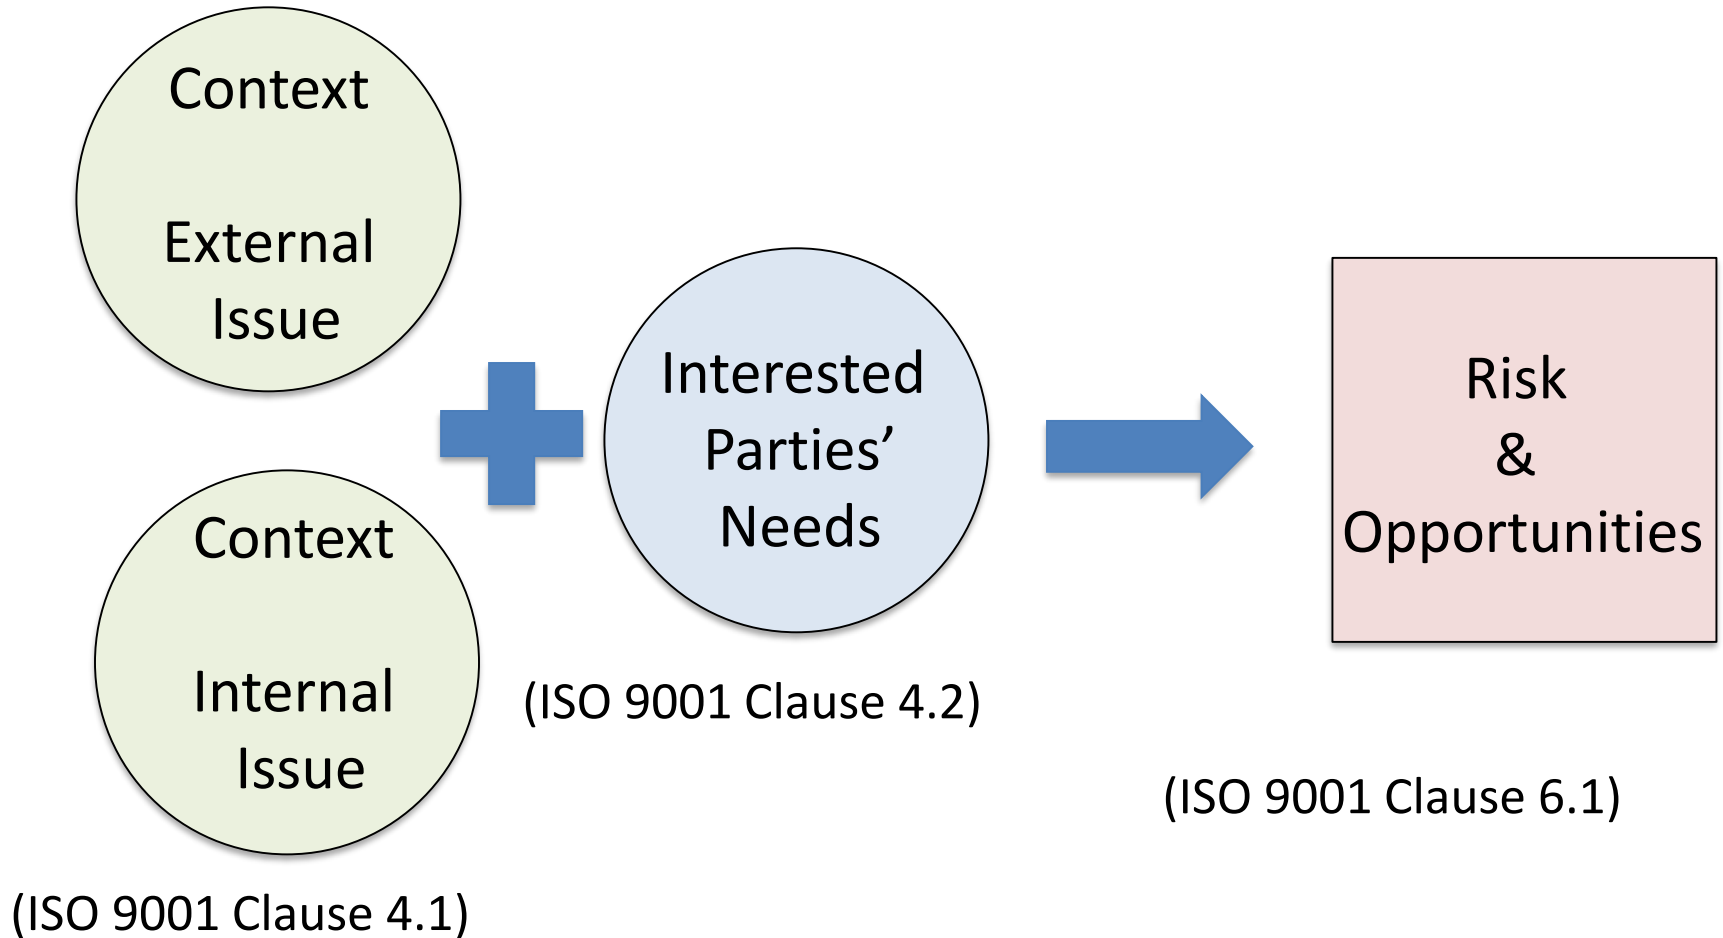 Context
External
Issue
Context
Internal
Issue
(ISO 9001 Clause 4.1)
Interested
Parties’
Needs
(ISO 9001 Clause 4.2)
Risk
&
Opportunities
(ISO 9001 Clause 6.1)